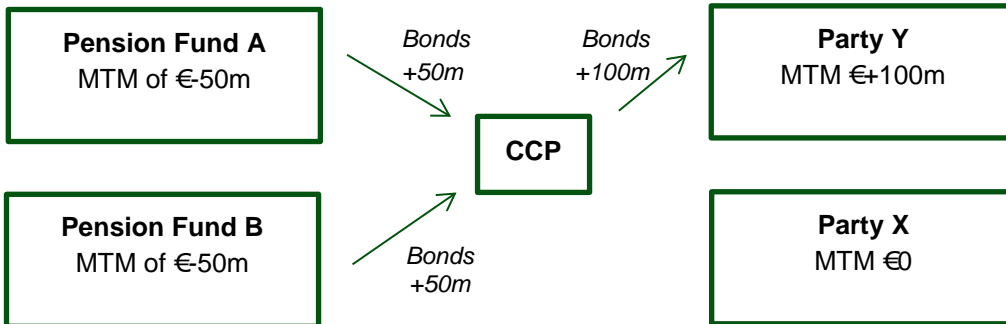 Pension Fund A
MTM of €-50m
Bonds
+50m
Bonds
+100m
Party Y
MTM €+100m
CCP
Pension Fund B
MTM of €-50m
Bonds
+50m
Party X
MTM €0